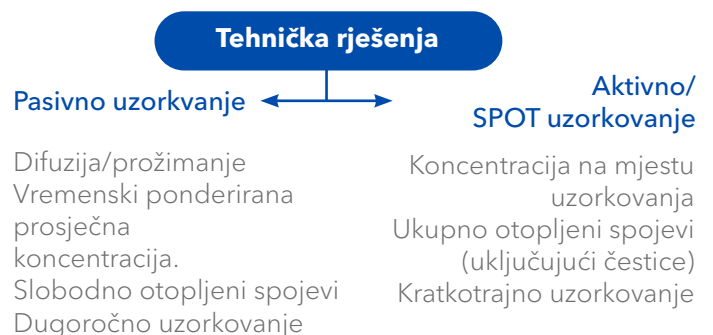 Tehnička rješenja
Pasivno uzorkvanje
Difuzija/prožimanje
Vremenski ponderirana
prosječna
koncentracija.
Slobodno otopljeni spojevi
Dugoročno uzorkovanje
Aktivno/
SPOT uzorkovanje
Koncentracija na mjestu
uzorkovanja
Ukupno otopljeni spojevi
(uključujući čestice)
Kratkotrajno uzorkovanje